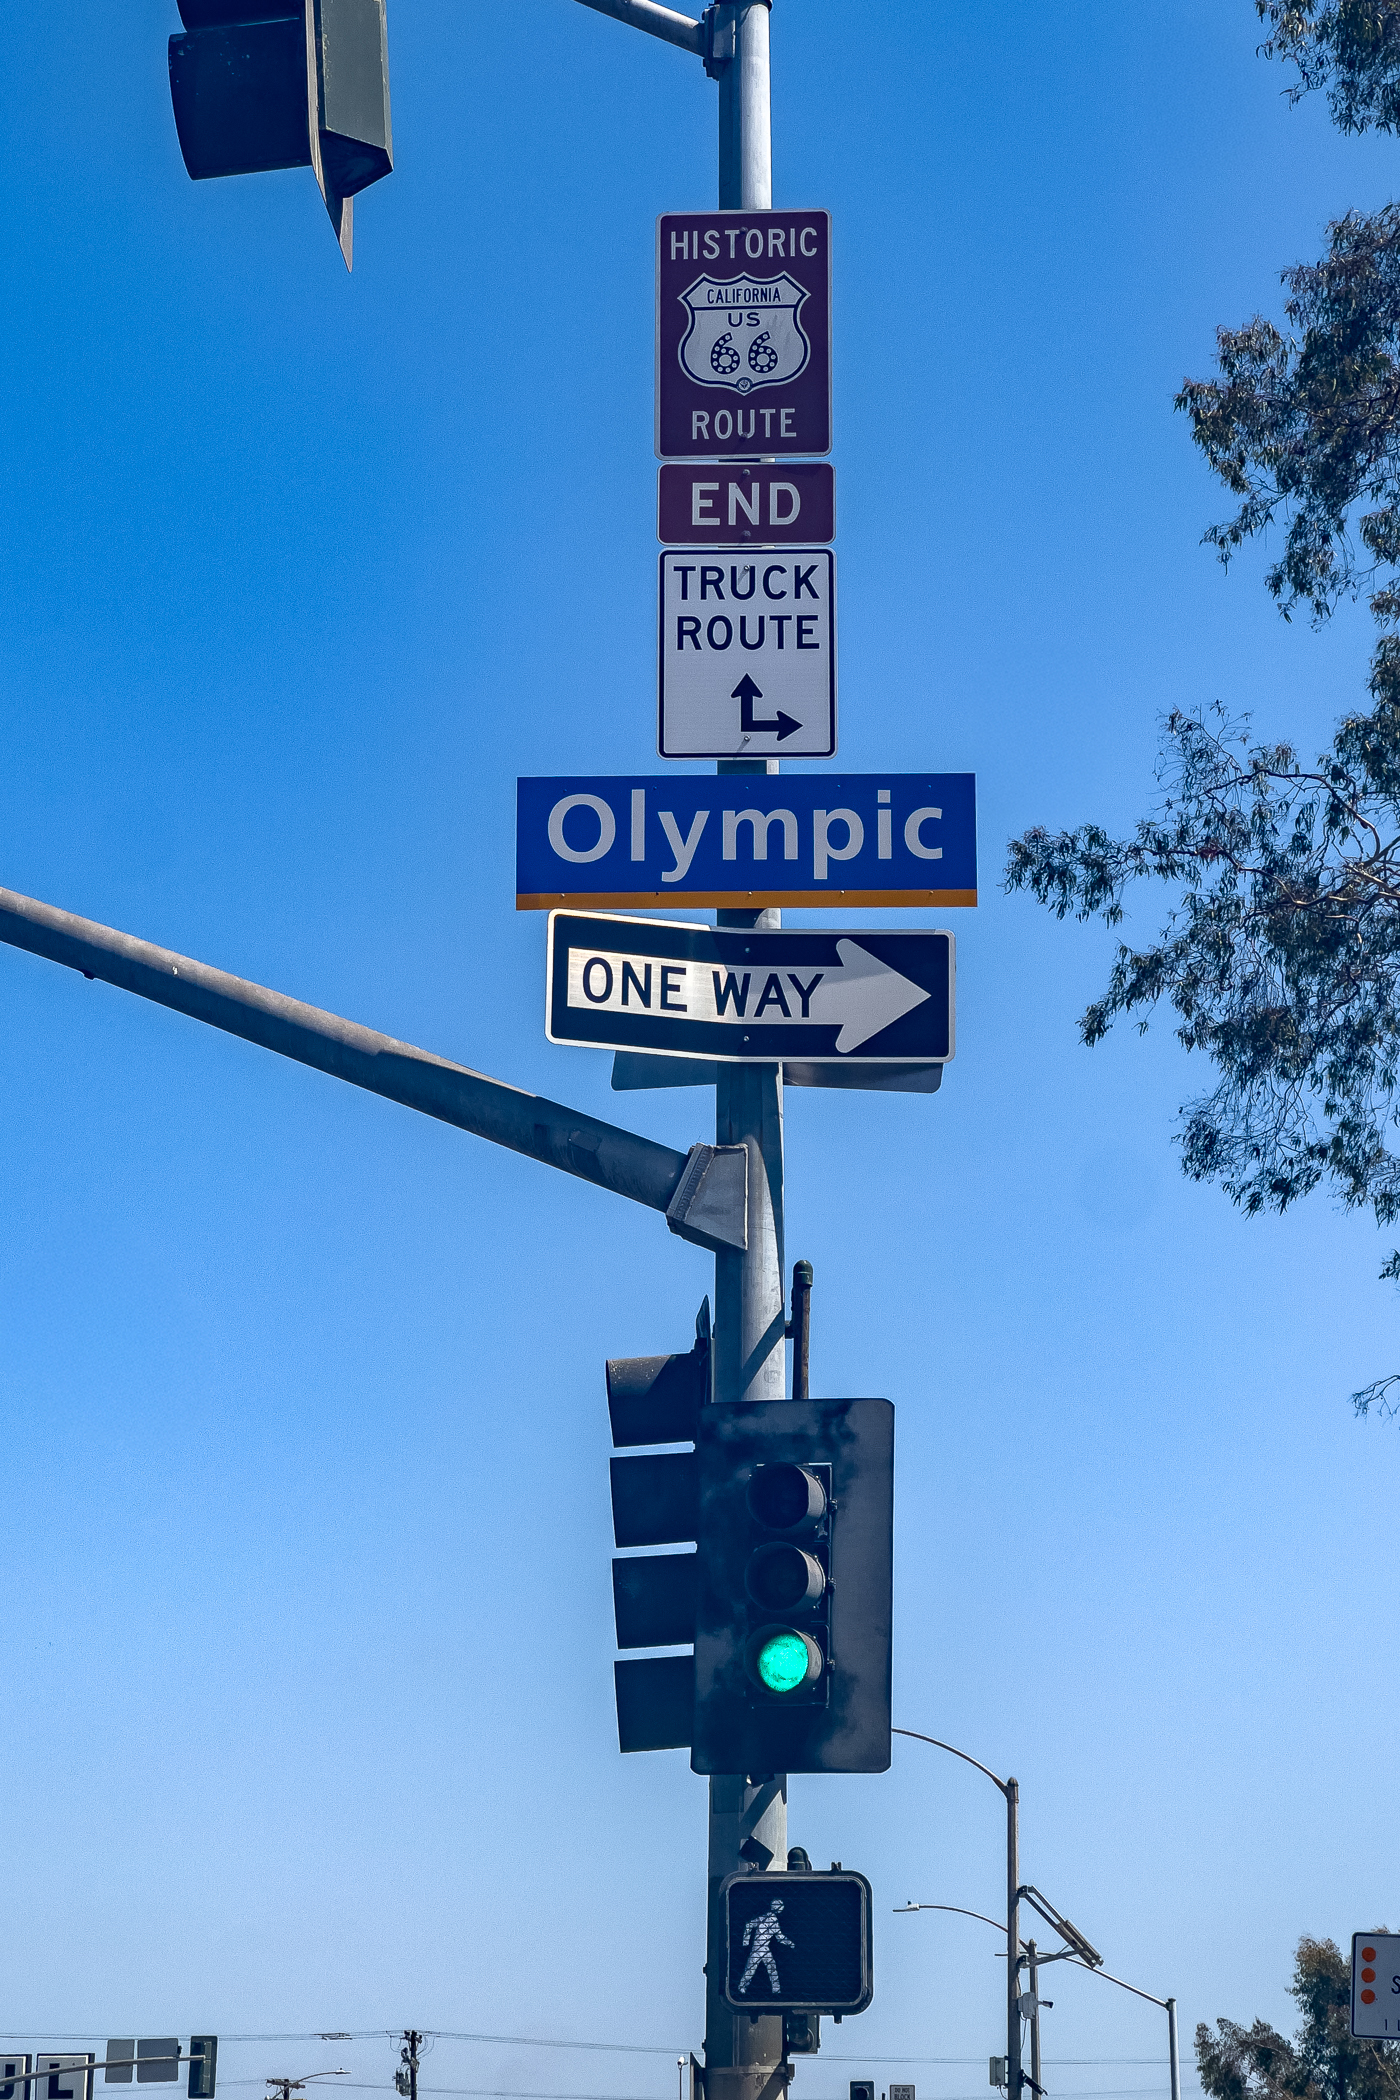 HISTORIC
CALIFORNIA
US
66
ROUTE
END
TRUCK
ROUTE
Olympic
ONE WAY